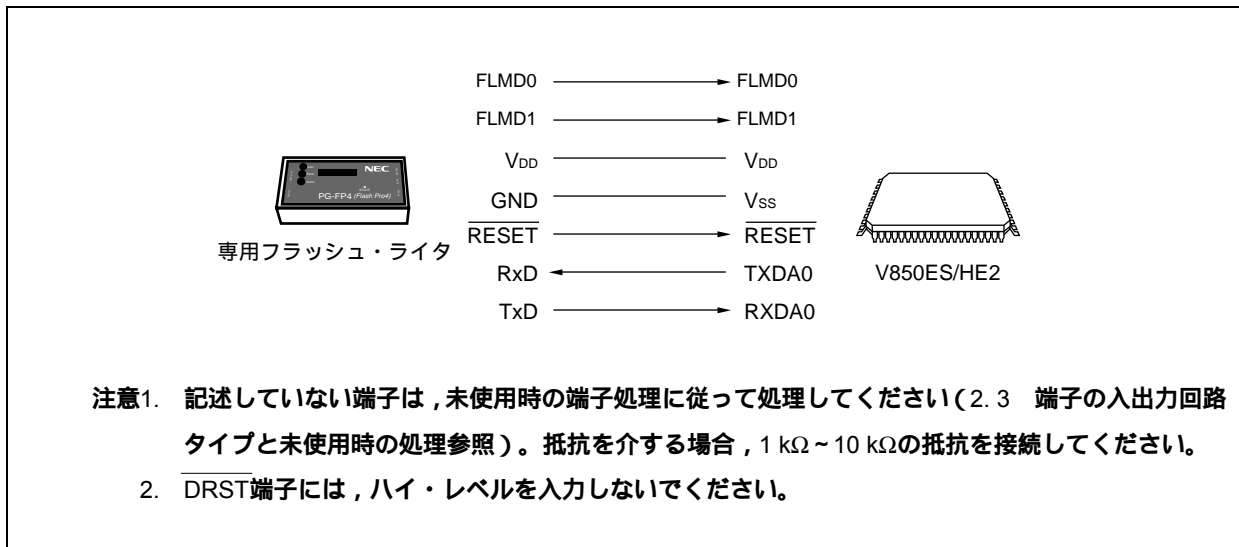 FLMD0 FLMD0
FLMD1 FLMD1
VDD VDD
NEC
PG-FP4 (Flash Pro4)
GND VSS
RESET RESET
専用フラッシュ・ライタ
RxD TXDA0 V850ES/HE2
TxD RXDA0
注意1. 記述していない端子は，未使用時の端子処理に従って処理してください（2. 3 端子の入出力回路
タイプと未使用時の処理参照）。抵抗を介する場合，1 kΩ～10 kΩの抵抗を接続してください。
2. DRST端子には，ハイ・レベルを入力しないでください。